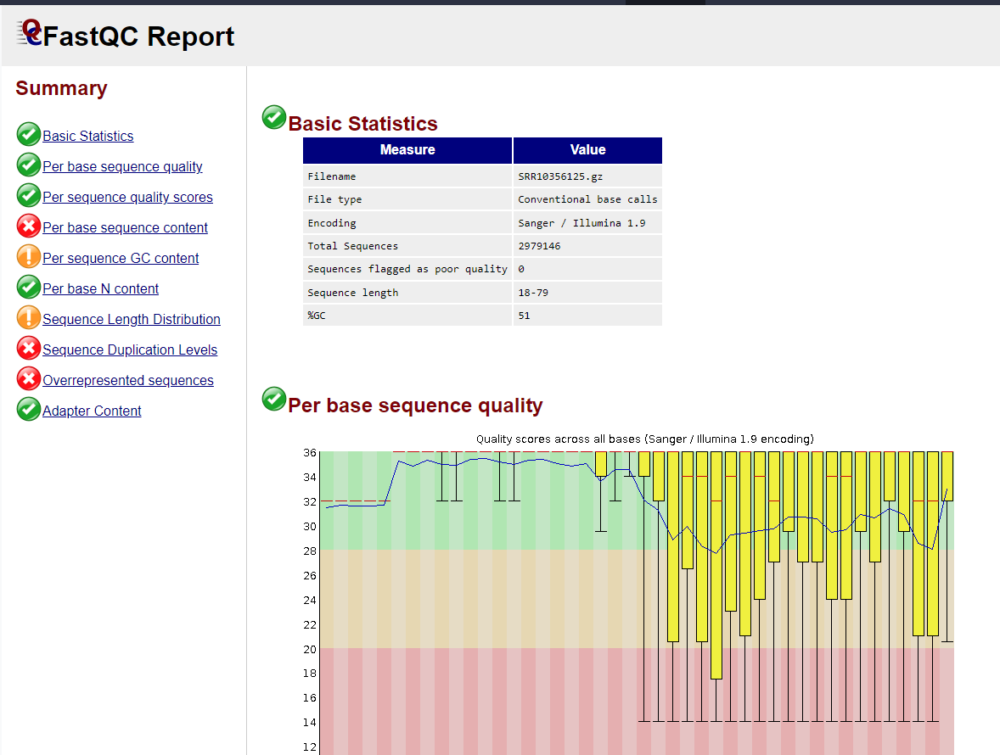 FastQC Report
Summary
Basic Statistics
Per base sequence quality
Per sequence quality scores
Per base sequence content
Per sequence GC content
Per base N content
Sequence Length Distribution
Sequence Duplication Levels
Overrepresented sequences
Adapter Content
Basic Statistics
Measure Value
Filename SRR10356125.gz
File type Conventional base calls
Encoding Sanger / Illumina 1.9
Total Sequences 2979146
Sequences flagged as poor quality 0
Sequence length 18-79
%GC 51
Per base sequence quality
Quality scores across all bases (Sanger / Illumina 1.9 encoding)
36
34
32
30
28
26
24
22
20
18
16
14
12